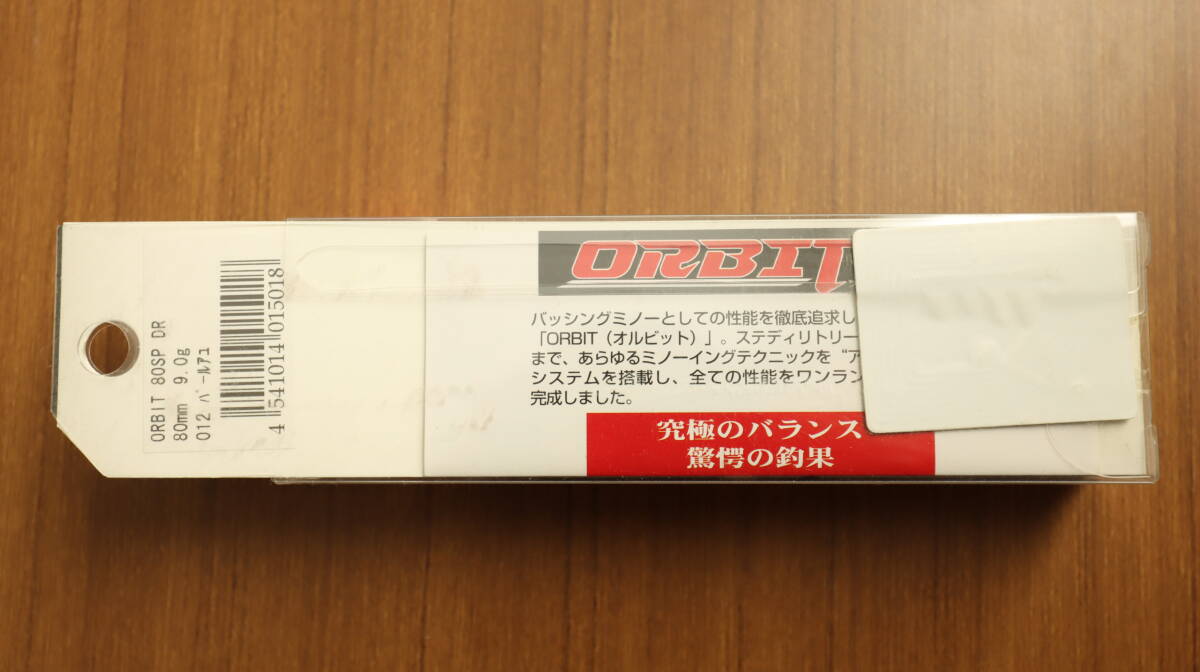 ORBIT 80SP DR
80mm 9.0g
012 ﾊﾟｰﾙｱﾕ
4 541014 015018
ORBIT
バッシングミノーとしての性能を徹底追求し
「ORBIT（オルビット）」。ステディリトリー
まで、あらゆるミノーイングテクニックを“ア
システムを搭載し、全ての性能をワンラン
完成しました。
究極のバランス
驚愕の釣果